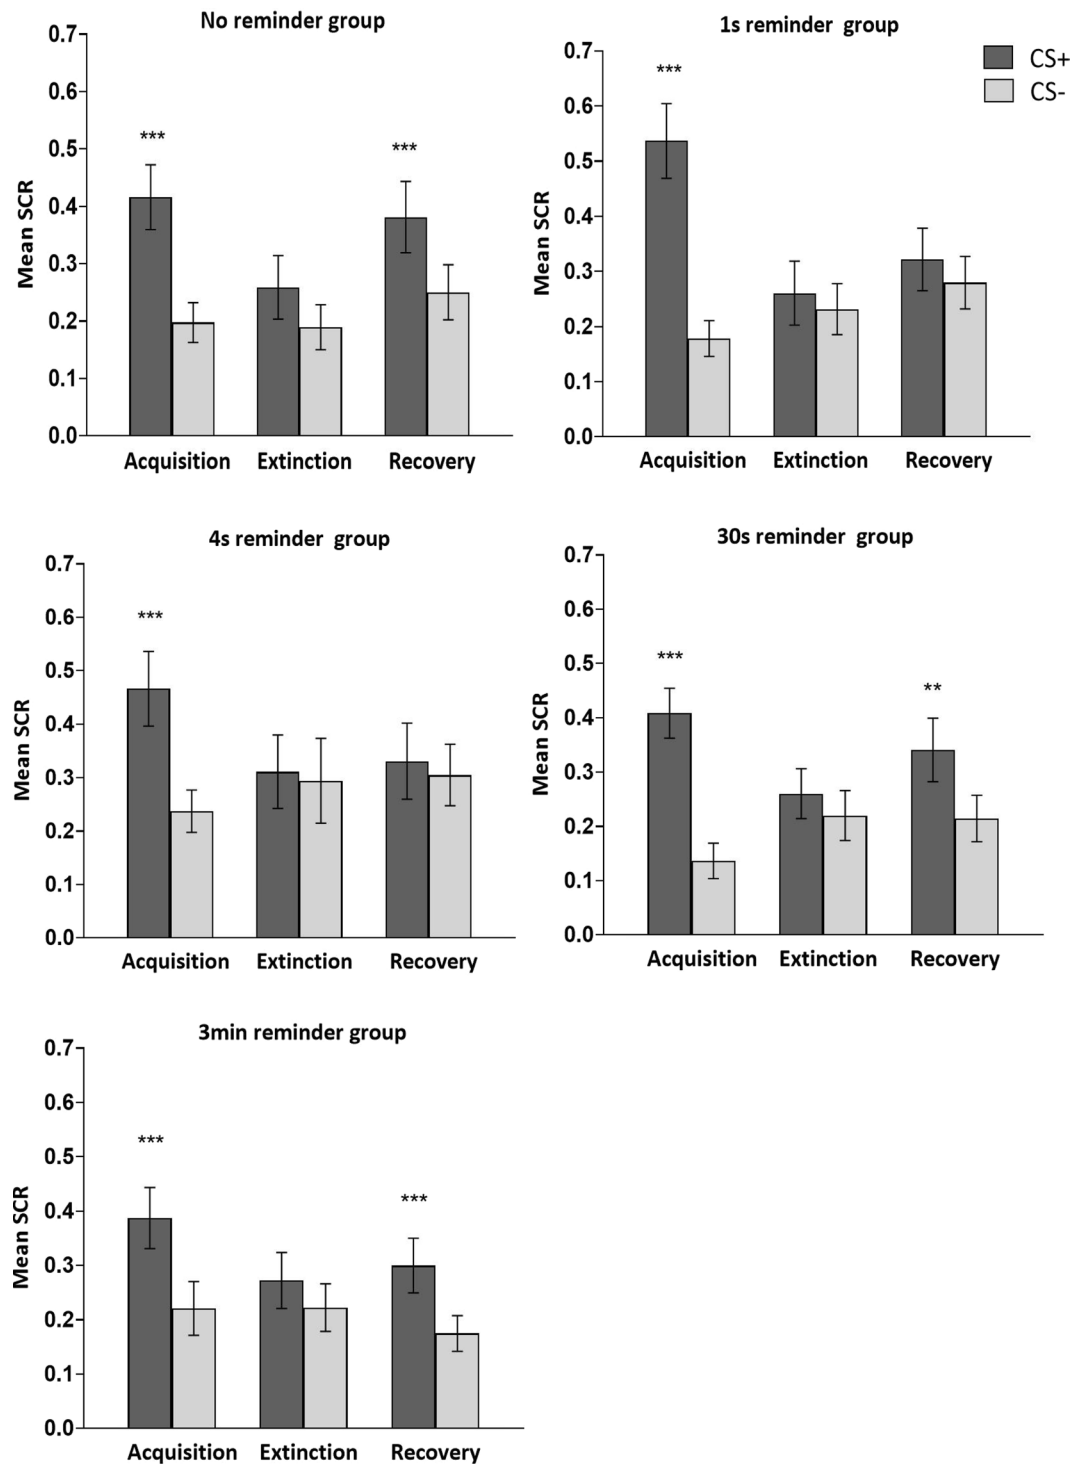 No reminder group
0.7
0.6
0.5
0.4
0.3
0.2
0.1
0.0
Mean SCR
***
***
Acquisition Extinction Recovery
1s reminder group
0.7
0.6
0.5
0.4
0.3
0.2
0.1
0.0
Mean SCR
***
Acquisition Extinction Recovery
CS+
CS-
4s reminder group
0.7
0.6
0.5
0.4
0.3
0.2
0.1
0.0
Mean SCR
***
Acquisition Extinction Recovery
30s reminder group
0.7
0.6
0.5
0.4
0.3
0.2
0.1
0.0
Mean SCR
***
**
Acquisition Extinction Recovery
3min reminder group
0.7
0.6
0.5
0.4
0.3
0.2
0.1
0.0
Mean SCR
***
***
Acquisition Extinction Recovery